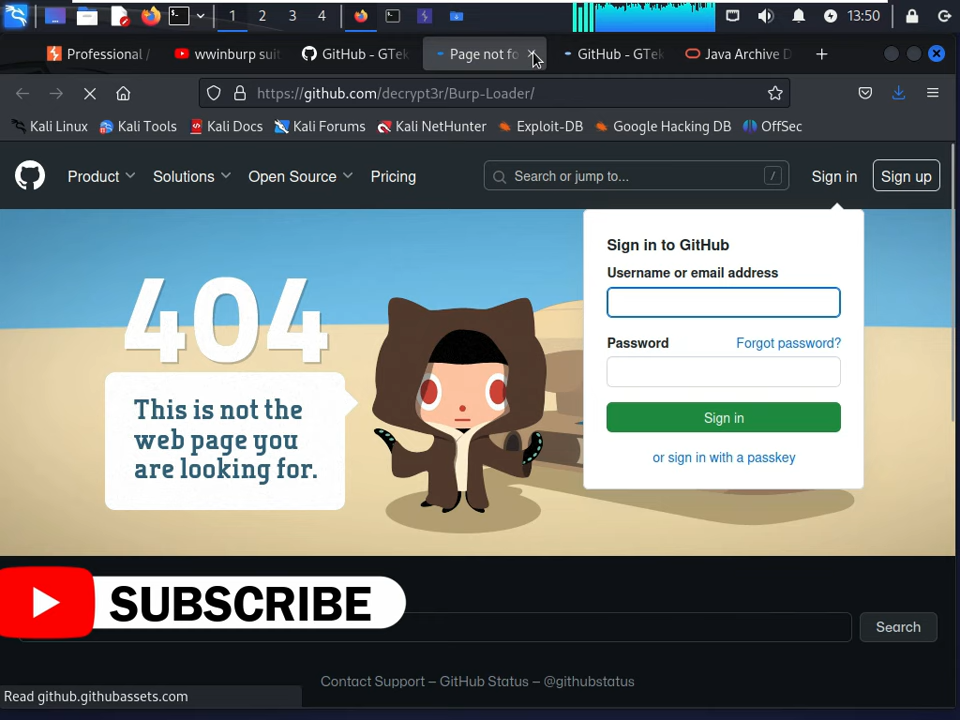 1 2 3 4 13:50
Professional / wwinburp suit GitHub - GTek Page not fo GitHub - GTek Java Archive D
https://github.com/decrypt3r/Burp-Loader/
Kali Linux Kali Tools Kali Docs Kali Forums Kali NetHunter Exploit-DB Google Hacking DB OffSec
Product Solutions Open Source Pricing Search or jump to... / Sign in Sign up
Sign in to GitHub
Username or email address
Password Forgot password?
Sign in
or sign in with a passkey
404
This is not the
web page you
are looking for.
SUBSCRIBE
Search
Contact Support — GitHub Status — @githubstatus
Read github.githubassets.com